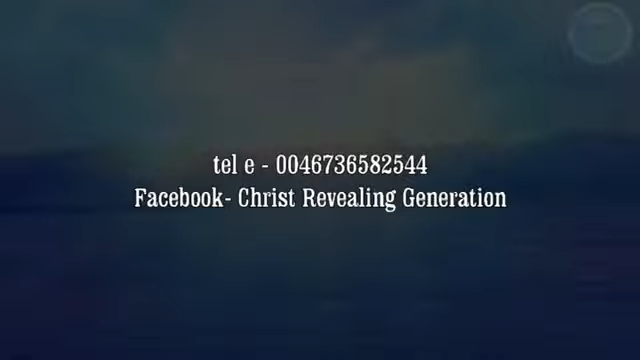 tel e - 0046736582544
Facebook- Christ Revealing Generation